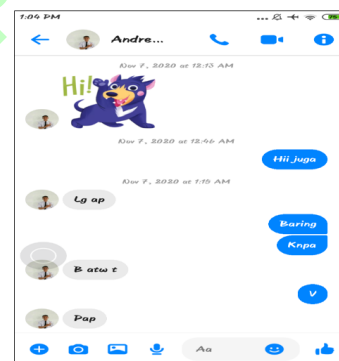 1:04 PM
Andre...
Nov 7, 2020 at 12:13 AM
Hi!
Nov 7, 2020 at 12:46 AM
Hii juga
Nov 7, 2020 at 1:15 AM
Lg ap
Baring
Knpa
B atw t
V
Pap
Aa